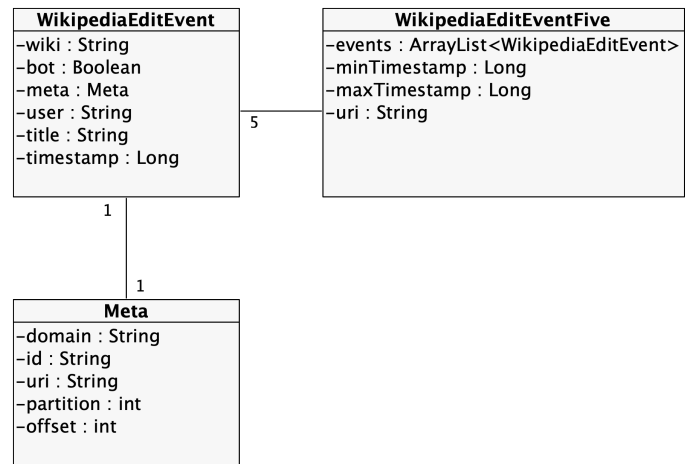 WikipediaEditEvent
-wiki : String
-bot : Boolean
-meta : Meta
-user : String
-title : String
-timestamp : Long
5
WikipediaEditEventFive
-events : ArrayList<WikipediaEditEvent>
-minTimestamp : Long
-maxTimestamp : Long
-uri : String
1
1
Meta
-domain : String
-id : String
-uri : String
-partition : int
-offset : int